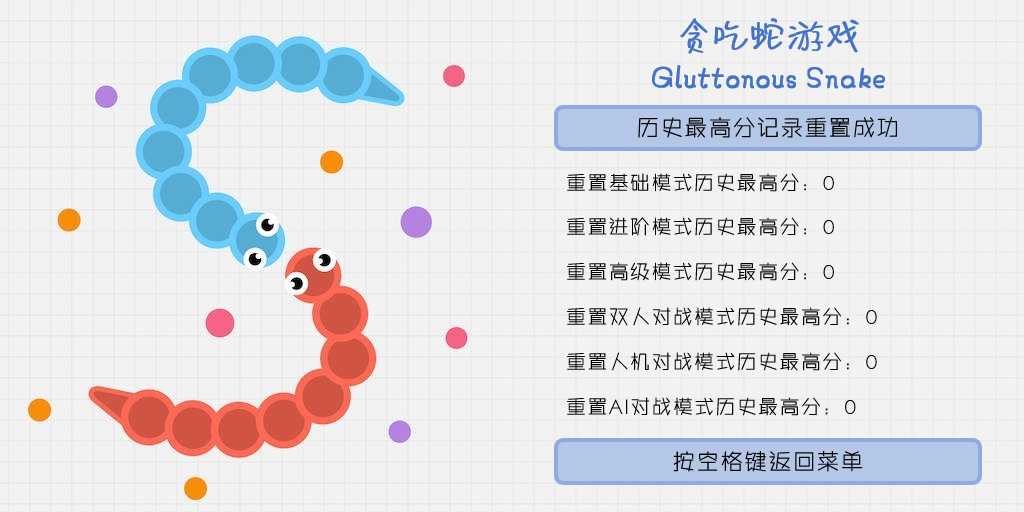 贪吃蛇游戏
Gluttonous Snake
历史最高分记录重置成功
重置基础模式历史最高分：0
重置进阶模式历史最高分：0
重置高级模式历史最高分：0
重置双人对战模式历史最高分：0
重置人机对战模式历史最高分：0
重置AI对战模式历史最高分：0
按空格键返回菜单